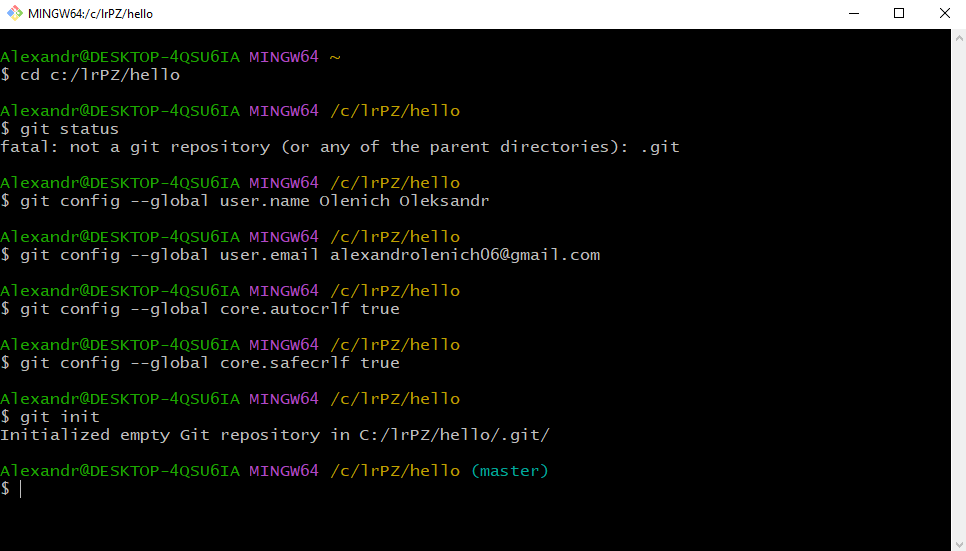 MINGW64:/c/lrPZ/hello
Alexandr@DESKTOP-4QSU6IA MINGW64 ~
$ cd c:/lrPZ/hello
Alexandr@DESKTOP-4QSU6IA MINGW64 /c/lrPZ/hello
$ git status
fatal: not a git repository (or any of the parent directories): .git
Alexandr@DESKTOP-4QSU6IA MINGW64 /c/lrPZ/hello
$ git config --global user.name Olenich Oleksandr
Alexandr@DESKTOP-4QSU6IA MINGW64 /c/lrPZ/hello
$ git config --global user.email alexandrolenich06@gmail.com
Alexandr@DESKTOP-4QSU6IA MINGW64 /c/lrPZ/hello
$ git config --global core.autocrlf true
Alexandr@DESKTOP-4QSU6IA MINGW64 /c/lrPZ/hello
$ git config --global core.safecrlf true
Alexandr@DESKTOP-4QSU6IA MINGW64 /c/lrPZ/hello
$ git init
Initialized empty Git repository in C:/lrPZ/hello/.git/
Alexandr@DESKTOP-4QSU6IA MINGW64 /c/lrPZ/hello (master)
$